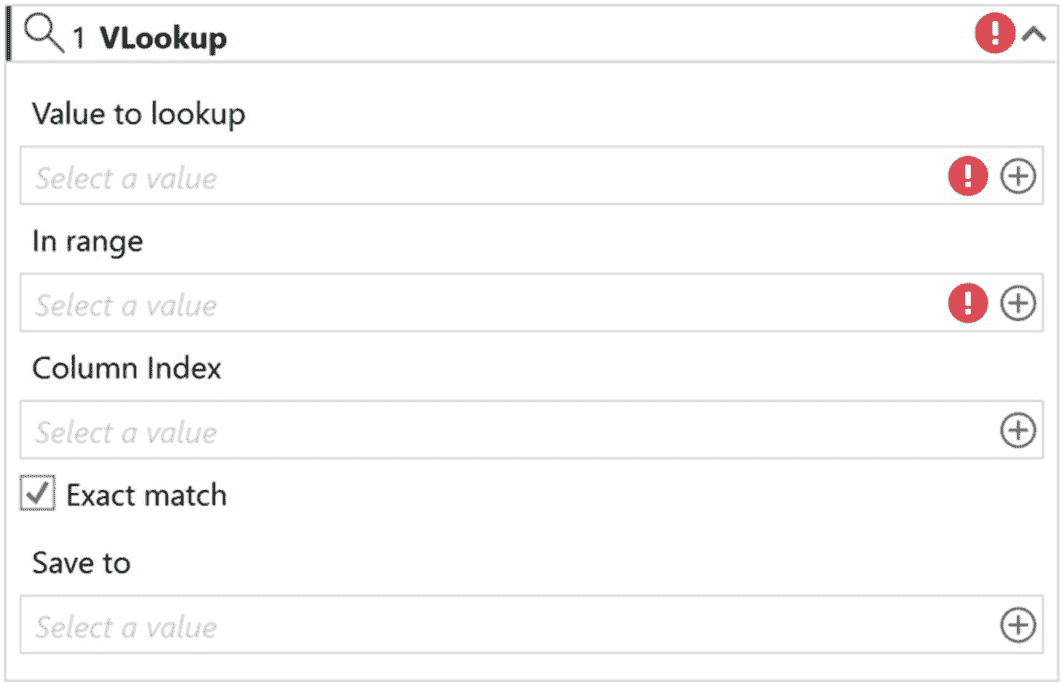 1 VLookup
Value to lookup
Select a value
In range
Select a value
Column Index
Select a value
Exact match
Save to
Select a value